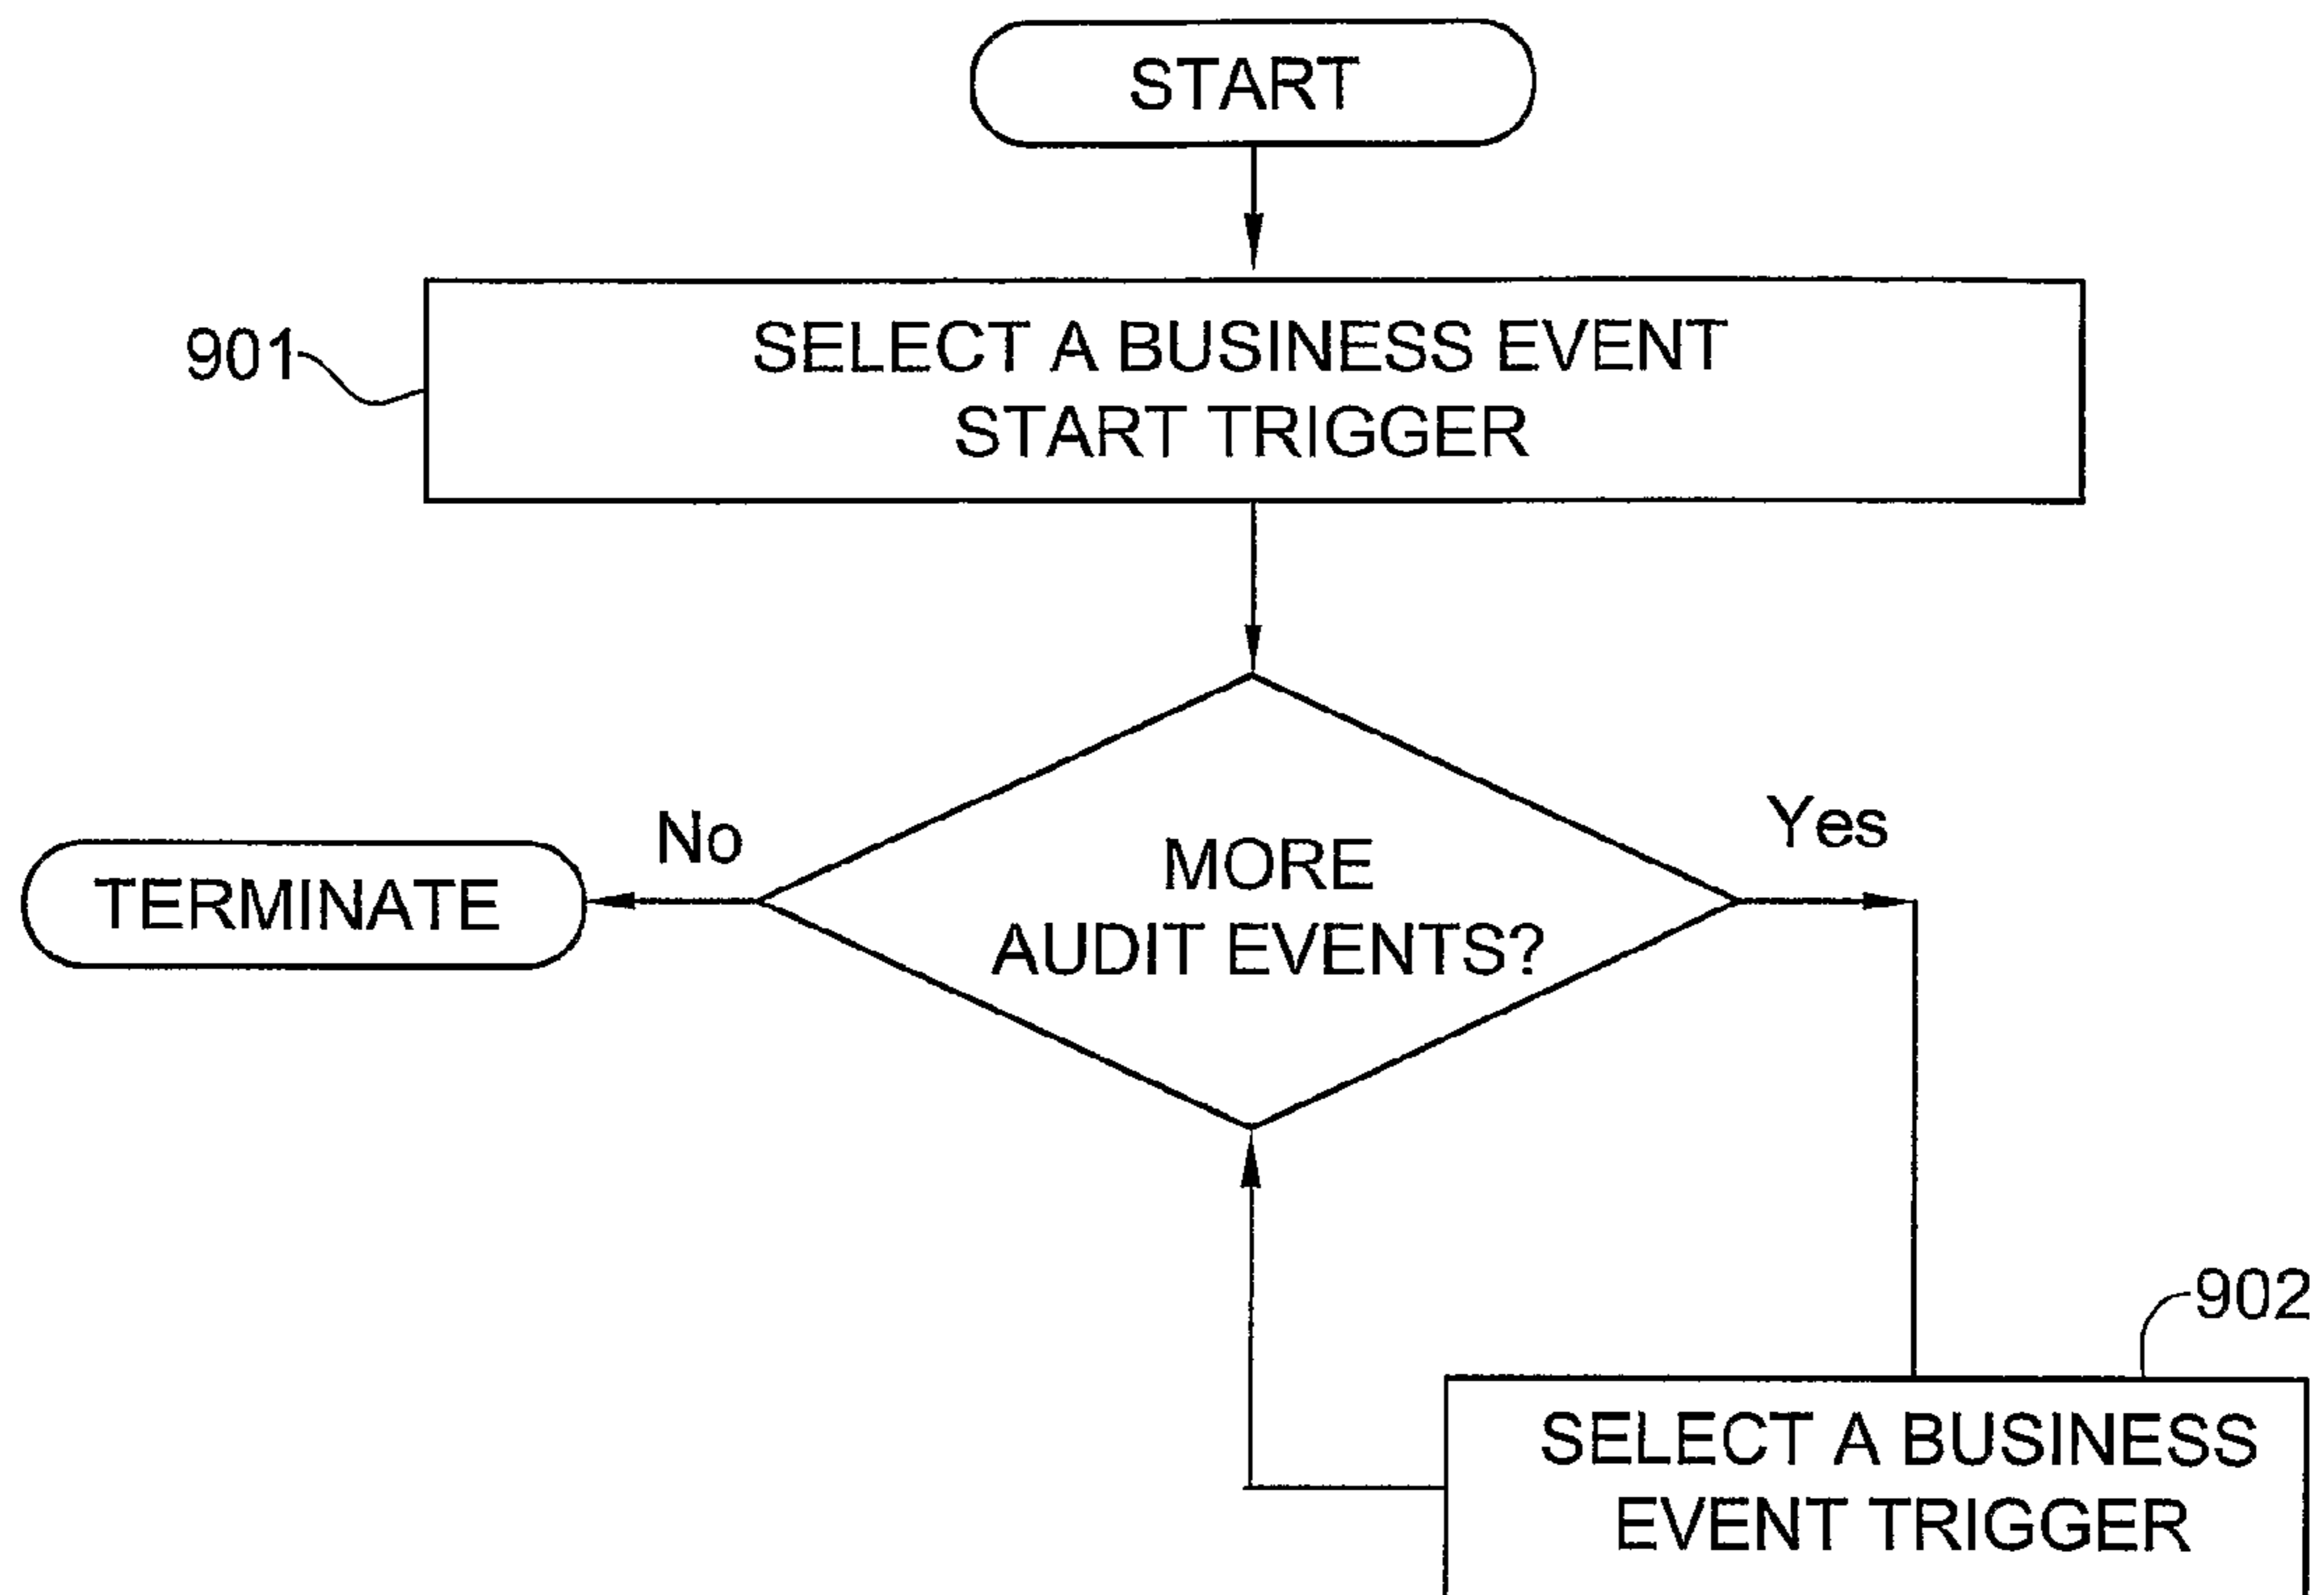 START
901
SELECT A BUSINESS EVENT
START TRIGGER
No
Yes
TERMINATE
MORE
AUDIT EVENTS?
902
SELECT A BUSINESS
EVENT TRIGGER